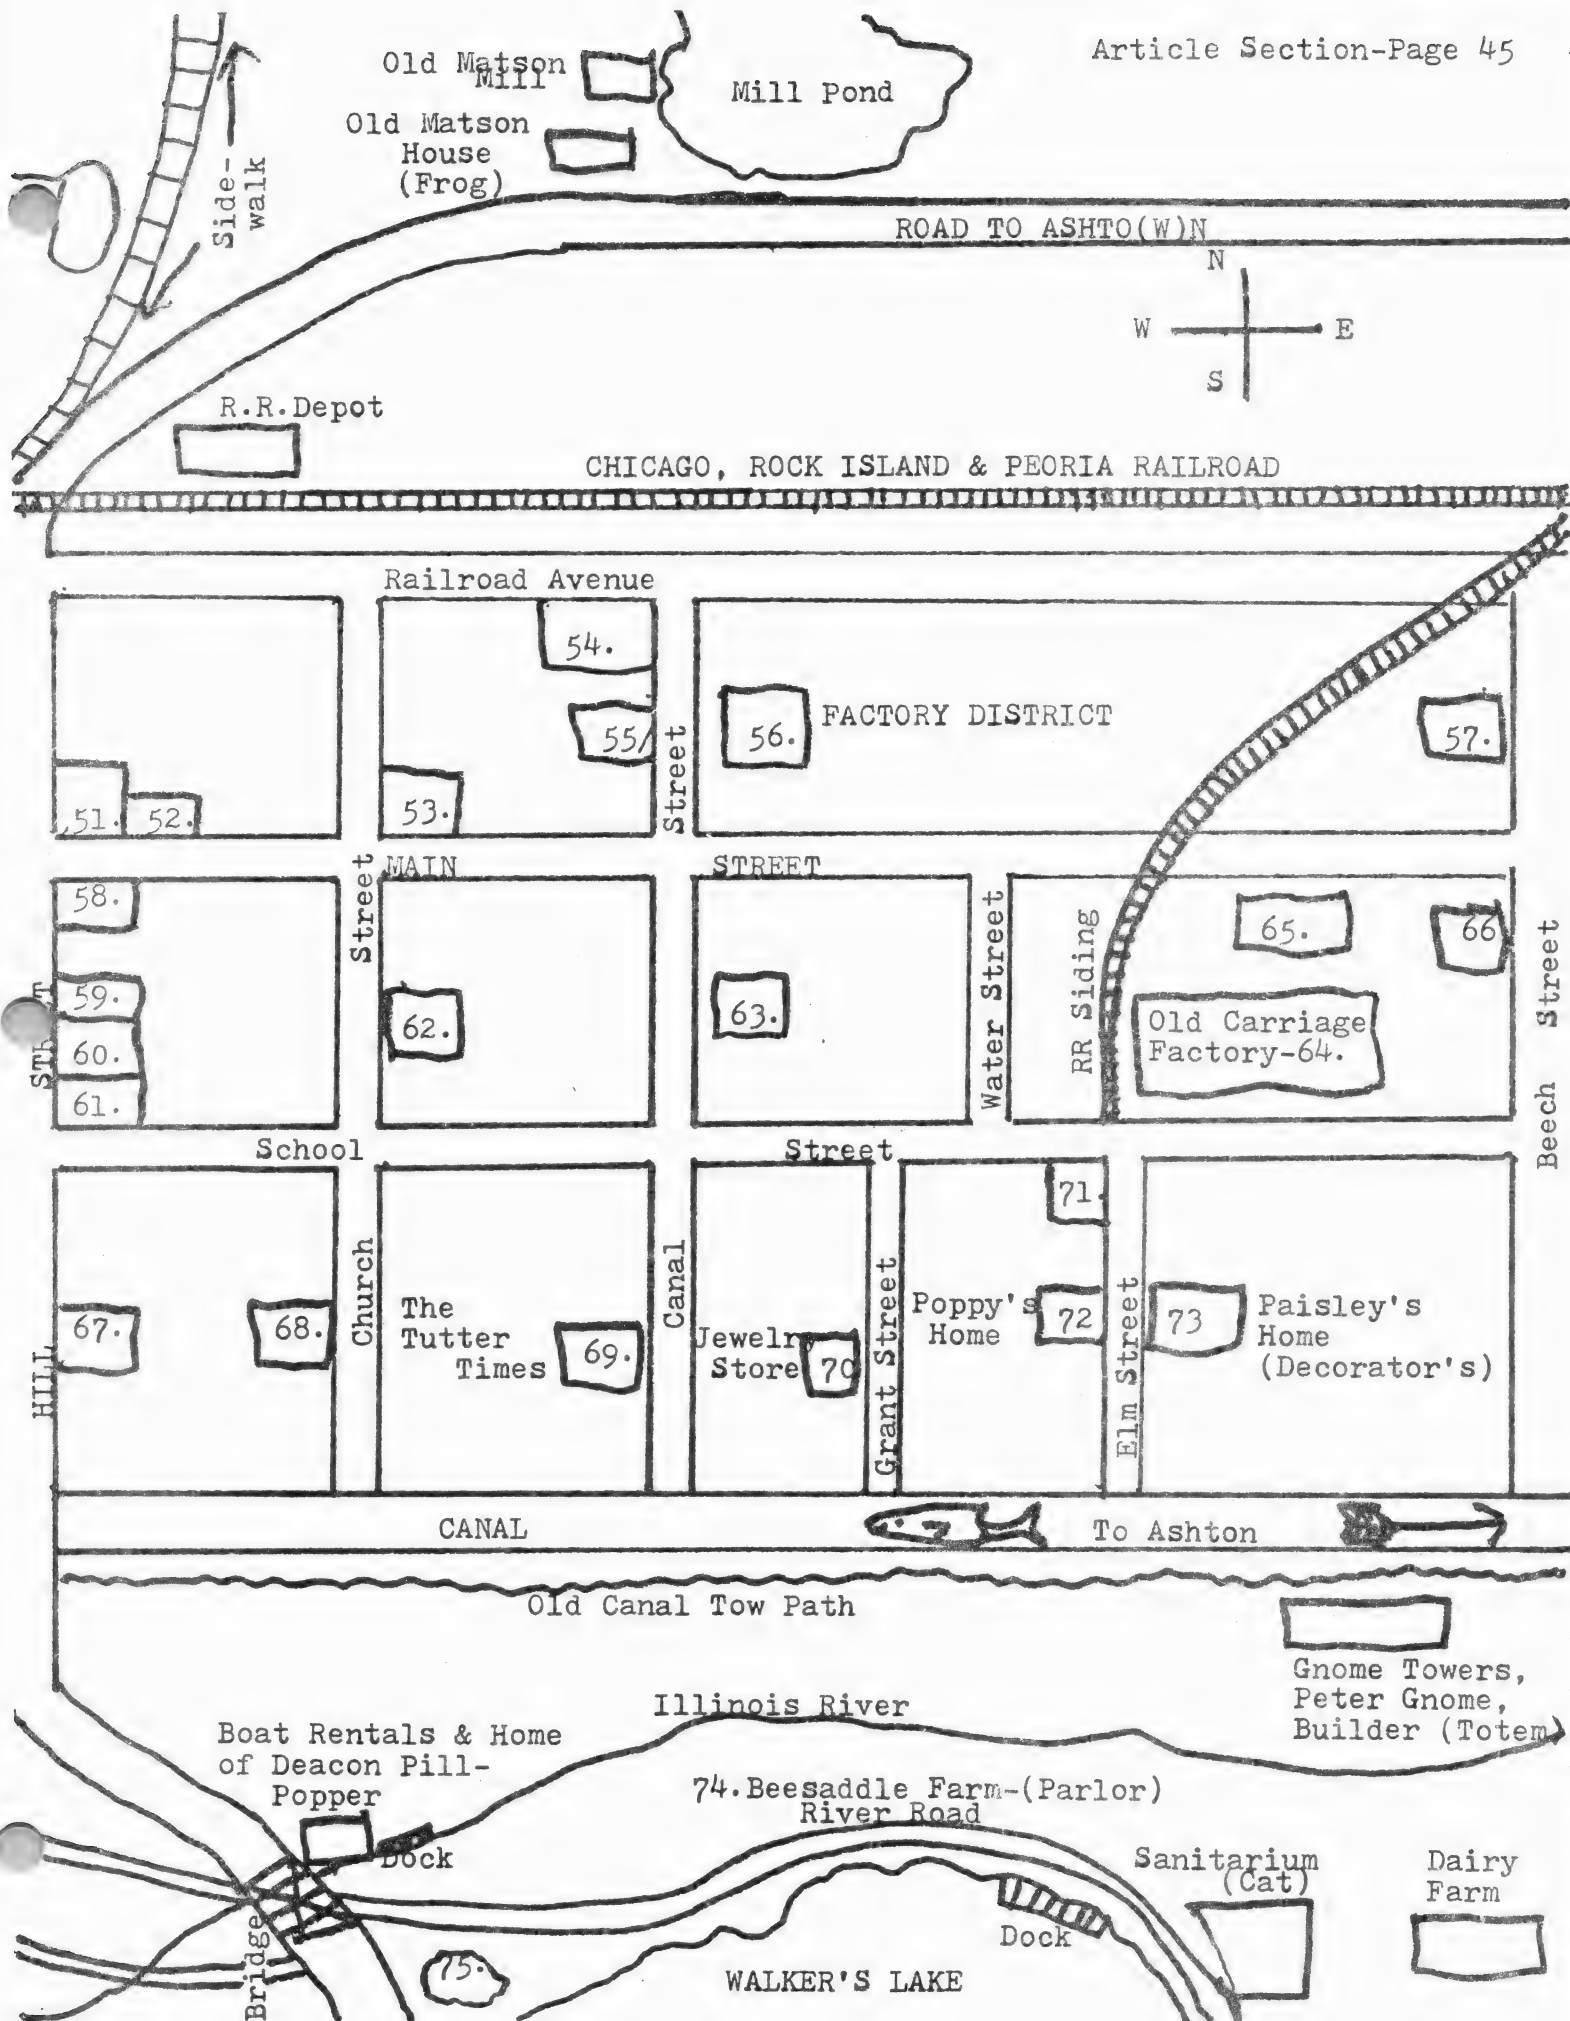 Article Section-Page 45
Old Matson
Mill
Mill Pond
Old Matson
House
(Frog)
Side-
walk
ROAD TO ASHTO(W)N
N
W E
S
R.R.Depot
CHICAGO, ROCK ISLAND & PEORIA RAILROAD
Railroad Avenue
54.
55
Street
56.
FACTORY DISTRICT
57.
51.
52.
53.
MAIN STREET
58.
Street
59.
60.
61.
62.
63.
Water Street
RR Siding
65.
66
Old Carriage
Factory-64.
Beech Street
School Street
71.
HILL
67.
68.
Church
The
Tutter
Times
69.
Canal
Jewelry
Store
70
Grant Street
Poppy's
Home
72
Elm Street
73
Paisley's
Home
(Decorator's)
CANAL
To Ashton
Old Canal Tow Path
Gnome Towers,
Peter Gnome,
Builder (Totem)
Illinois River
Boat Rentals & Home
of Deacon Pill-
Popper
Dock
74.Beesaddle Farm-(Parlor)
River Road
Sanitarium
(Cat)
Dairy
Farm
Dock
Bridge
75.
WALKER'S LAKE